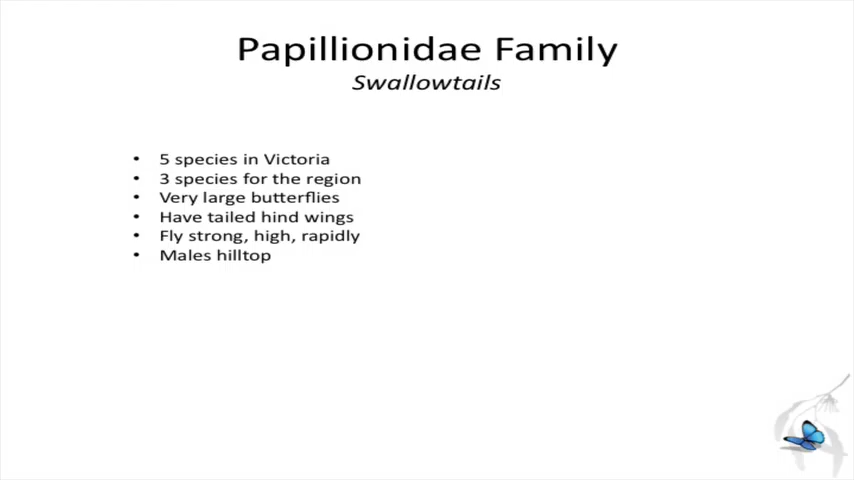 Papillionidae Family
Swallowtails
• 5 species in Victoria
• 3 species for the region
• Very large butterflies
• Have tailed hind wings
• Fly strong, high, rapidly
• Males hilltop